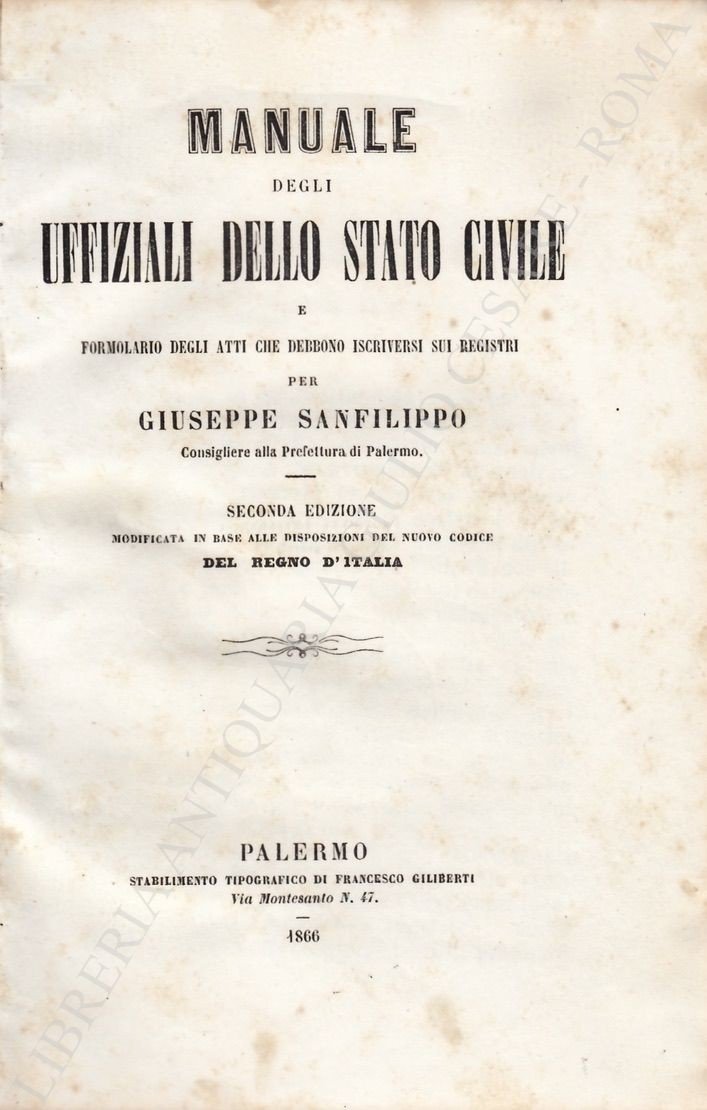 MANUALE
DEGLI
UFFIZIALI DELLO STATO CIVILE
E
FORMOLARIO DEGLI ATTI CHE DEBBONO ISCRIVERSI SUI REGISTRI
PER
GIUSEPPE SANFILIPPO
Consigliere alla Prefettura di Palermo.
SECONDA EDIZIONE
MODIFICATA IN BASE ALLE DISPOSIZIONI DEL NUOVO CODICE
DEL REGNO D'ITALIA
PALERMO
STABILIMENTO TIPOGRAFICO DI FRANCESCO GILIBERTI
Via Montesanto N. 47.
1866
LIBRERIA ANTIQUARIA GIULIO CESARE - ROMA